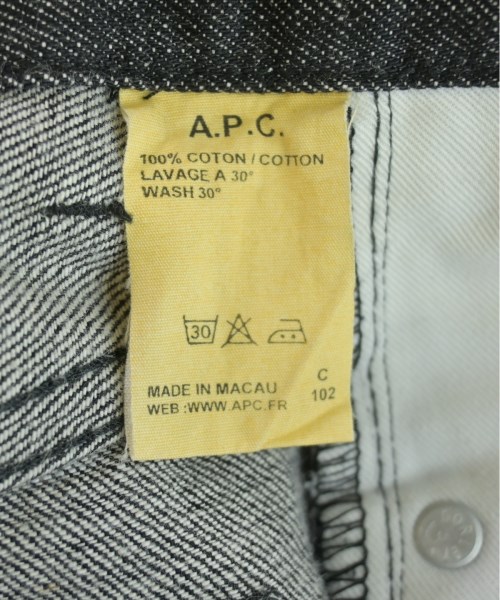 A.P.C.
100% COTON / COTTON
LAVAGE A 30°
WASH 30°
30
MADE IN MACAU
WEB : WWW.APC.FR
C
102